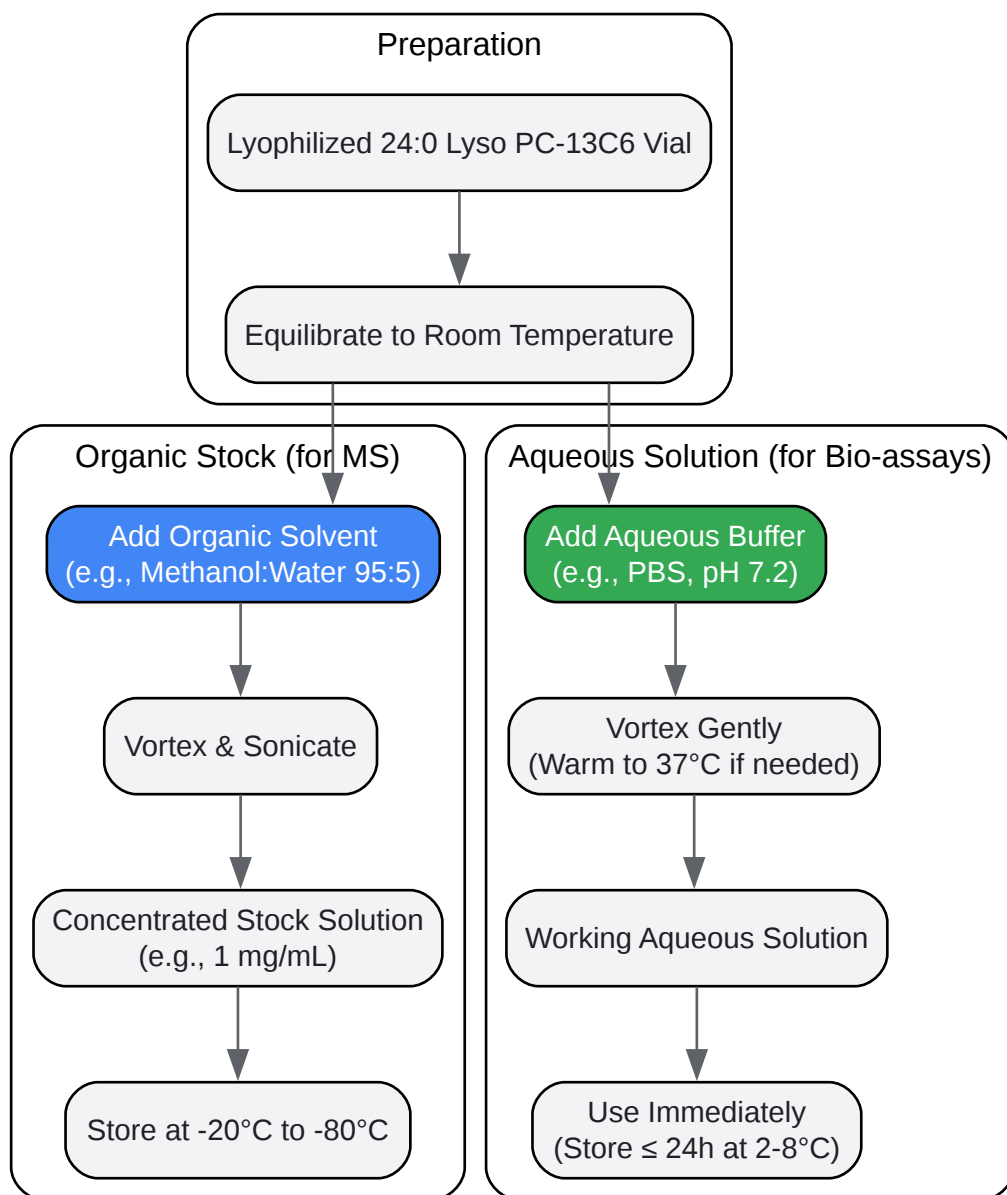 Preparation
Lyophilized 24:0 Lyso PC-13C6 Vial
Equilibrate to Room Temperature
Organic Stock (for MS)
Add Organic Solvent
(e.g., Methanol:Water 95:5)
Vortex & Sonicate
Concentrated Stock Solution
(e.g., 1 mg/mL)
Store at -20°C to -80°C
Aqueous Solution (for Bio-assays)
Add Aqueous Buffer
(e.g., PBS, pH 7.2)
Vortex Gently
(Warm to 37°C if needed)
Working Aqueous Solution
Use Immediately
(Store ≤ 24h at 2-8°C)